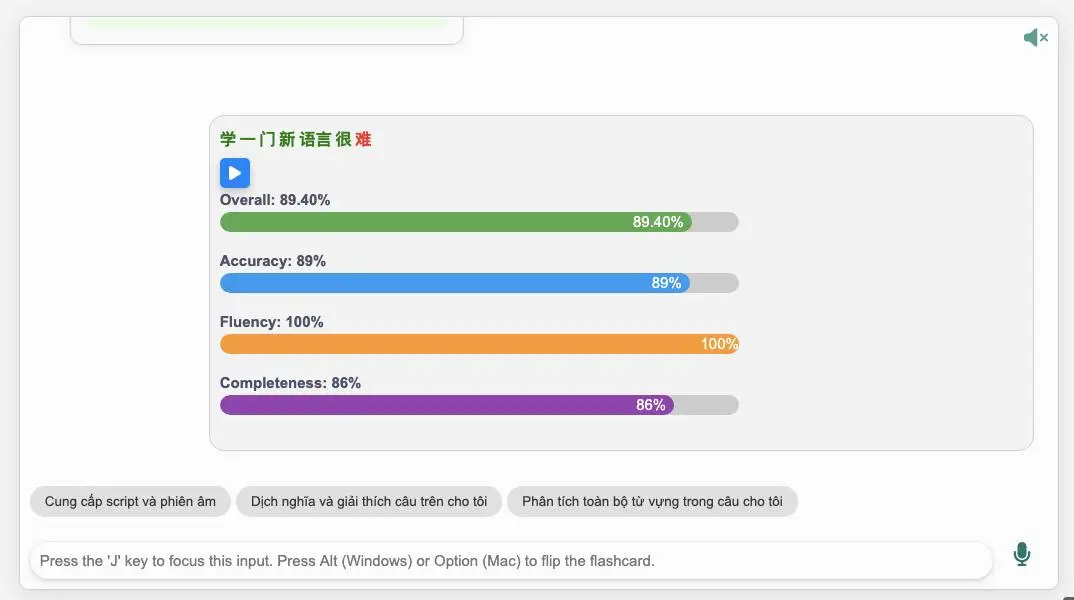 学一门新语言很难
Overall: 89.40%
89.40%
Accuracy: 89%
89%
Fluency: 100%
100%
Completeness: 86%
86%
Cung cấp script và phiên âm
Dịch nghĩa và giải thích câu trên cho tôi
Phân tích toàn bộ từ vựng trong câu cho tôi
Press the 'J' key to focus this input. Press Alt (Windows) or Option (Mac) to flip the flashcard.